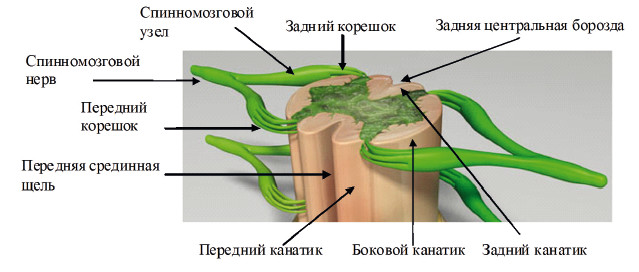 Спинномозговой
узел
Задний корешок
Задняя центральная борозда
Спинномозговой
нерв
Передний
корешок
Передняя срединная
щель
Передний канатик
Боковой канатик
Задний канатик